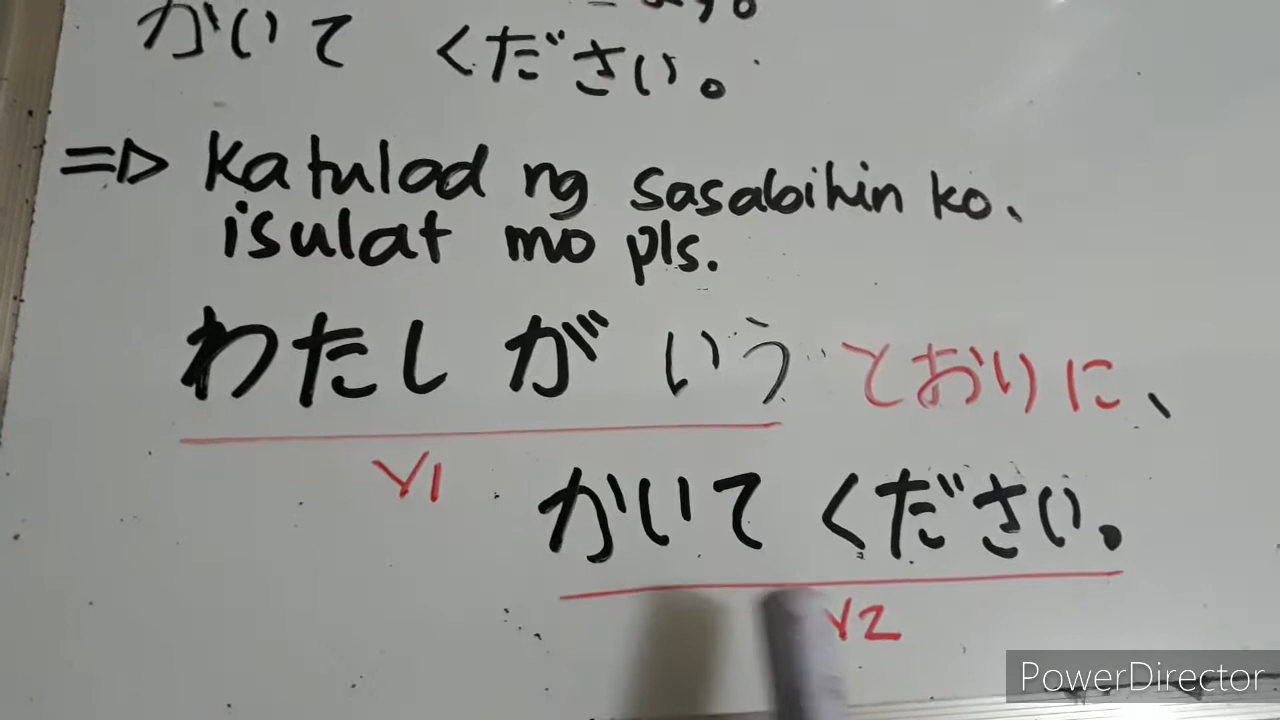 かいて ください。
=> Katulad ng sasabihin ko、
isulat mo pls.
わたし が いう とおりに、
V1
かいて ください。
V2
PowerDirector